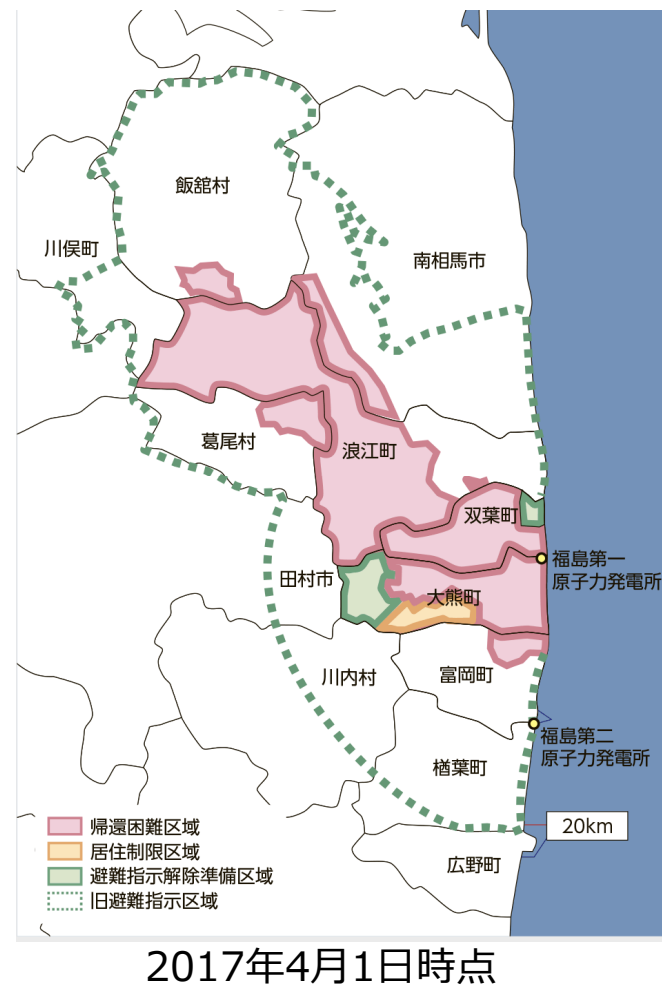 飯舘村
川俣町
南相馬市
葛尾村
浪江町
双葉町
福島第一
原子力発電所
田村市
大熊町
川内村
富岡町
福島第二
原子力発電所
楢葉町
20km
広野町
帰還困難区域
居住制限区域
避難指示解除準備区域
旧避難指示区域
2017年4月1日時点